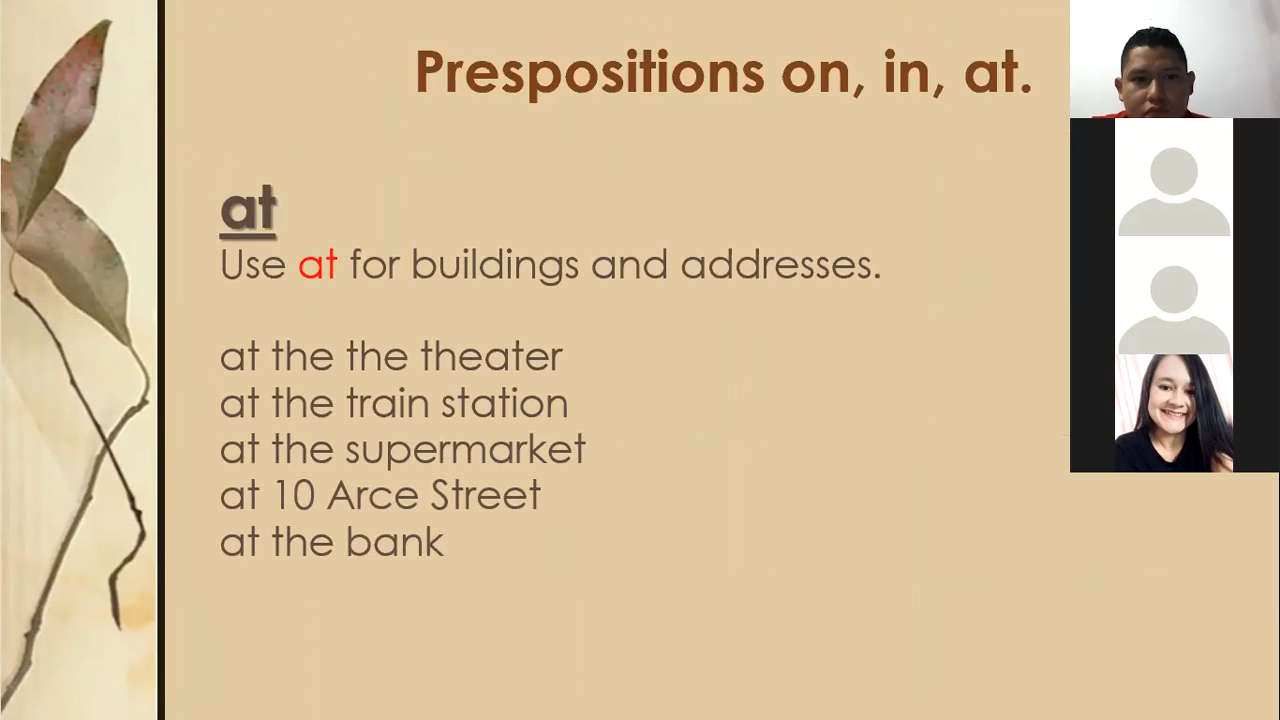 Prespositions on, in, at.
at
Use at for buildings and addresses.
at the the theater
at the train station
at the supermarket
at 10 Arce Street
at the bank